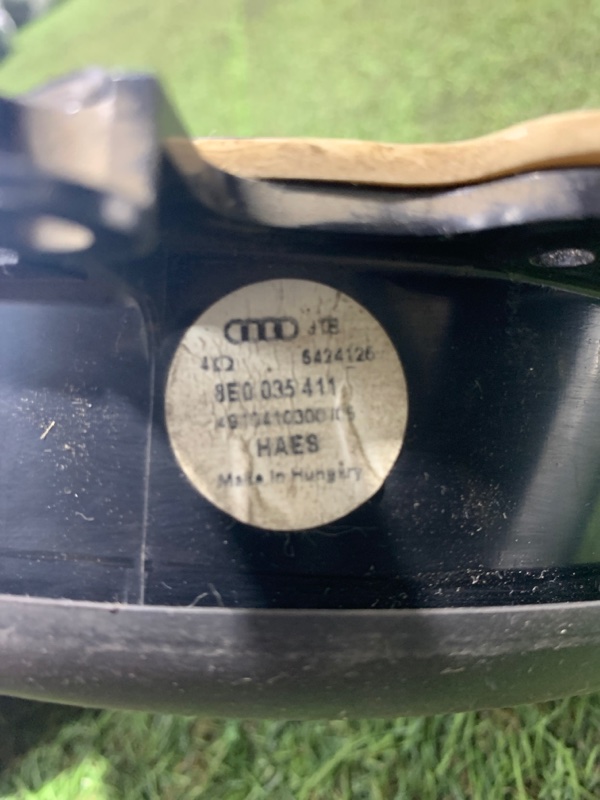 4Ω 5424126
8E0 035 411
HAES
Made in Hungary